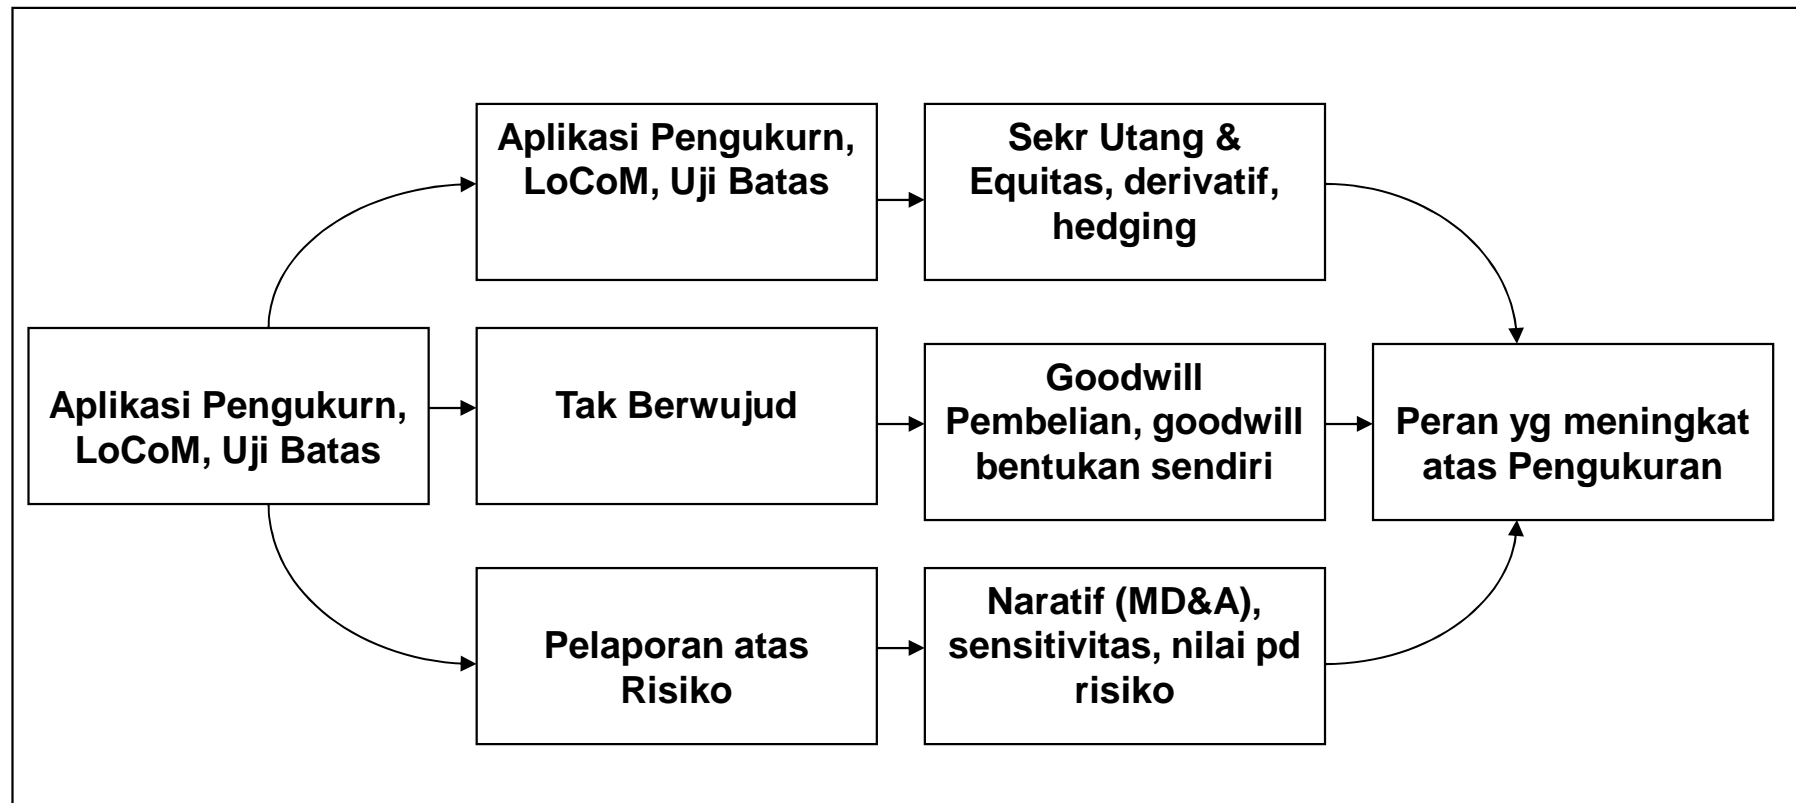 Aplikasi Pengukurn,
LoCoM, Uji Batas
Sekr Utang &
Equitas, derivatif,
hedging
Aplikasi Pengukurn,
LoCoM, Uji Batas
Tak Berwujud
Goodwill
Pembelian, goodwill
bentukan sendiri
Peran yg meningkat
atas Pengukuran
Pelaporan atas
Risiko
Naratif (MD&A),
sensitivitas, nilai pd
risiko